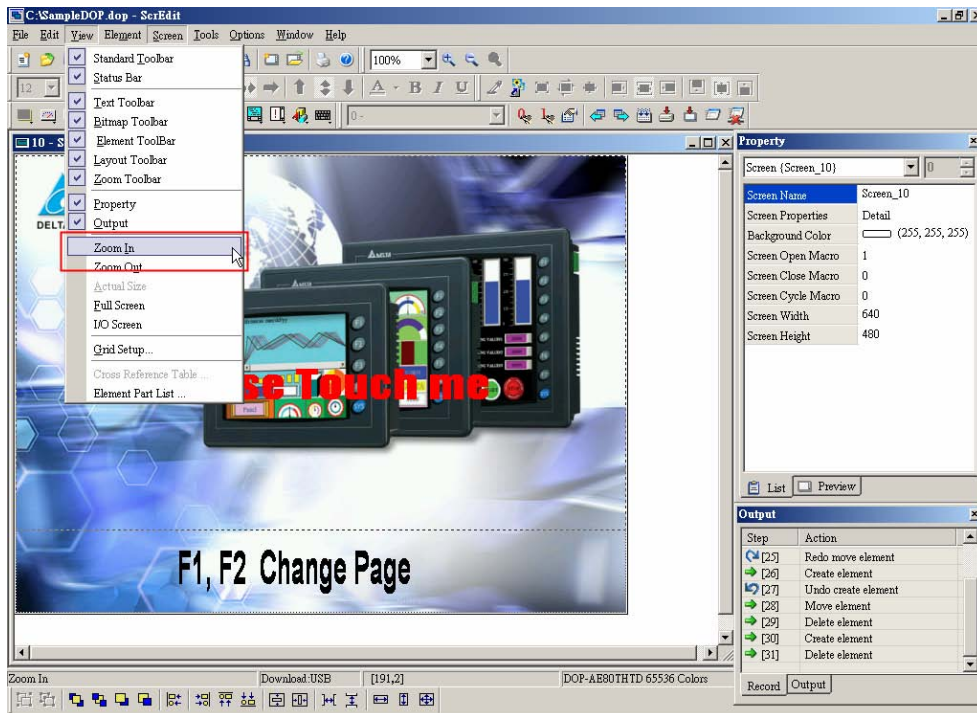 C:\SampleDOP.dop - ScrEdit
File Edit View Element Screen Tools Options Window Help
100%
12
A - B I U
0 -
Standard Toolbar
Status Bar
Text Toolbar
Bitmap Toolbar
Element ToolBar
Layout Toolbar
Zoom Toolbar
Property
Output
Zoom In
Zoom Out
Actual Size
Full Screen
I/O Screen
Grid Setup...
Cross Reference Table ...
Element Part List ...
10 - S
DELT
se Touch me
F1, F2 Change Page
Property
Screen {Screen_10}
0
Screen Name Screen_10
Screen Properties Detail
Background Color (255, 255, 255)
Screen Open Macro 1
Screen Close Macro 0
Screen Cycle Macro 0
Screen Width 640
Screen Height 480
List Preview
Output
Step Action
[25] Redo move element
[26] Create element
[27] Undo create element
[28] Move element
[29] Delete element
[30] Create element
[31] Delete element
Record Output
Zoom In Download:USB [191,2] DOP-AE80THTD 65536 Colors